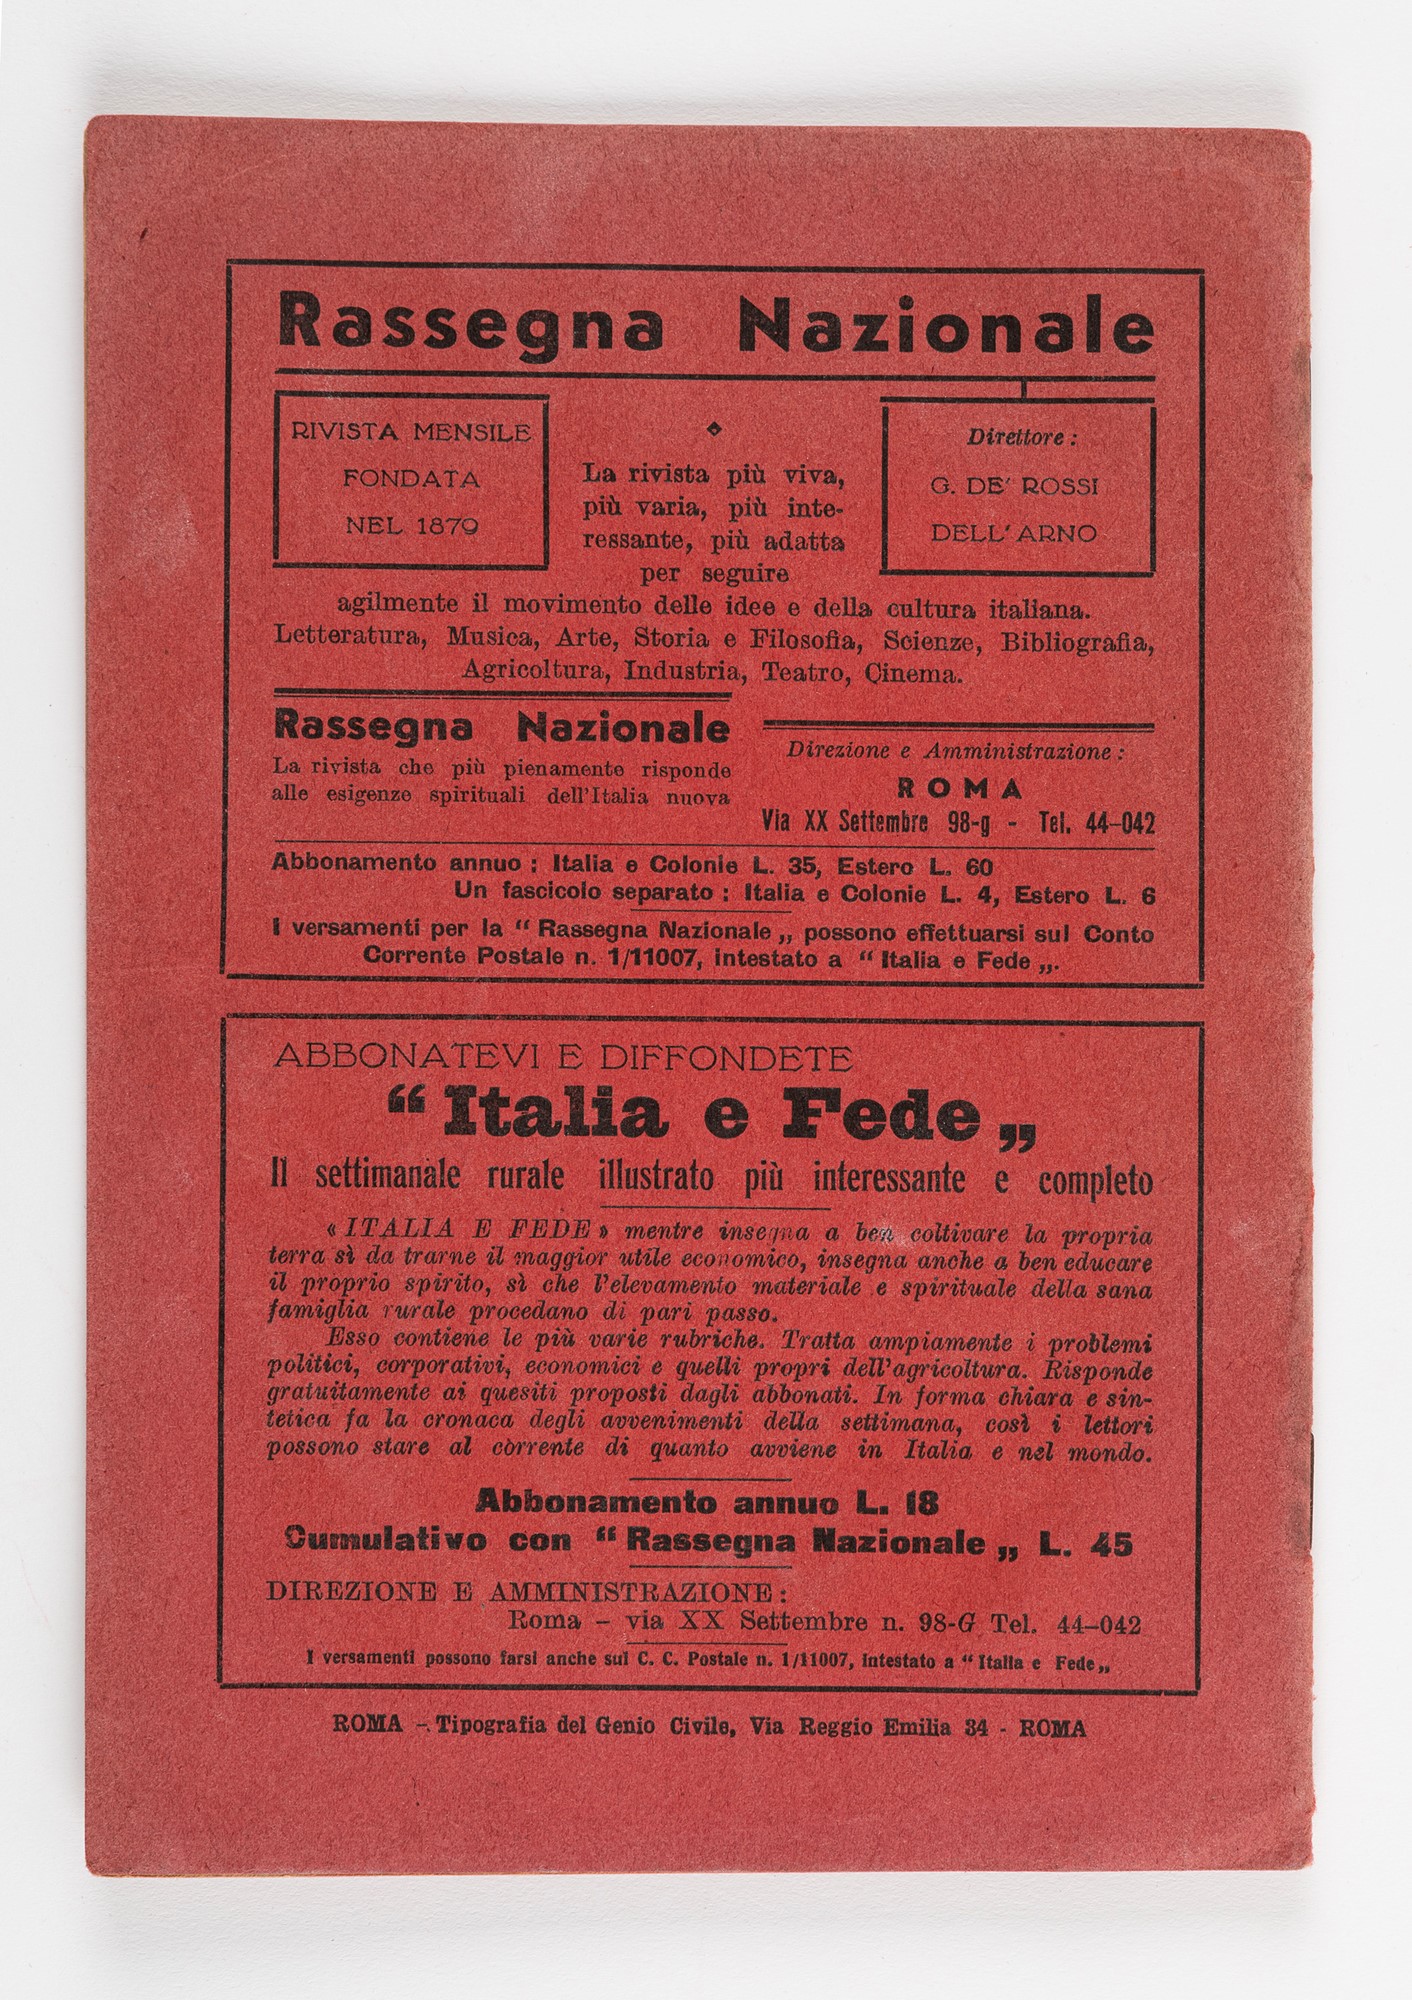 Rassegna Nazionale
RIVISTA MENSILE
FONDATA
NEL 1879
La rivista più viva,
più varia, più inte-
ressante, più adatta
per seguire
Direttore :
G. DE' ROSSI
DELL'ARNO
agilmente il movimento delle idee e della cultura italiana.
Letteratura, Musica, Arte, Storia e Filosofia, Scienze, Bibliografia,
Agricoltura, Industria, Teatro, Cinema.
Rassegna Nazionale
La rivista che più pienamente risponde
alle esigenze spirituali dell'Italia nuova
Direzione e Amministrazione :
ROMA
Via XX Settembre 98-g - Tel. 44-042
Abbonamento annuo : Italia e Colonie L. 35, Estero L. 60
Un fascicolo separato : Italia e Colonie L. 4, Estero L. 6
I versamenti per la “ Rassegna Nazionale „ possono effettuarsi sul Conto
Corrente Postale n. 1/11007, intestato a “ Italia e Fede „.
ABBONATEVI E DIFFONDETE
“ Italia e Fede „
Il settimanale rurale illustrato più interessante e completo
« ITALIA E FEDE » mentre insegna a ben coltivare la propria
terra sì da trarne il maggior utile economico, insegna anche a ben educare
il proprio spirito, sì che l'elevamento materiale e spirituale della sana
famiglia rurale procedano di pari passo.
Esso contiene le più varie rubriche. Tratta ampiamente i problemi
politici, corporativi, economici e quelli propri dell'agricoltura. Risponde
gratuitamente ai quesiti proposti dagli abbonati. In forma chiara e sin-
tetica fa la cronaca degli avvenimenti della settimana, così i lettori
possono stare al corrente di quanto avviene in Italia e nel mondo.
Abbonamento annuo L. 18
Cumulativo con “ Rassegna Nazionale „ L. 45
DIREZIONE E AMMINISTRAZIONE :
Roma - via XX Settembre n. 98-G Tel. 44-042
I versamenti possono farsi anche sul C. C. Postale n. 1/11007, intestato a “ Italia e Fede „
ROMA - Tipografia del Genio Civile, Via Reggio Emilia 34 - ROMA